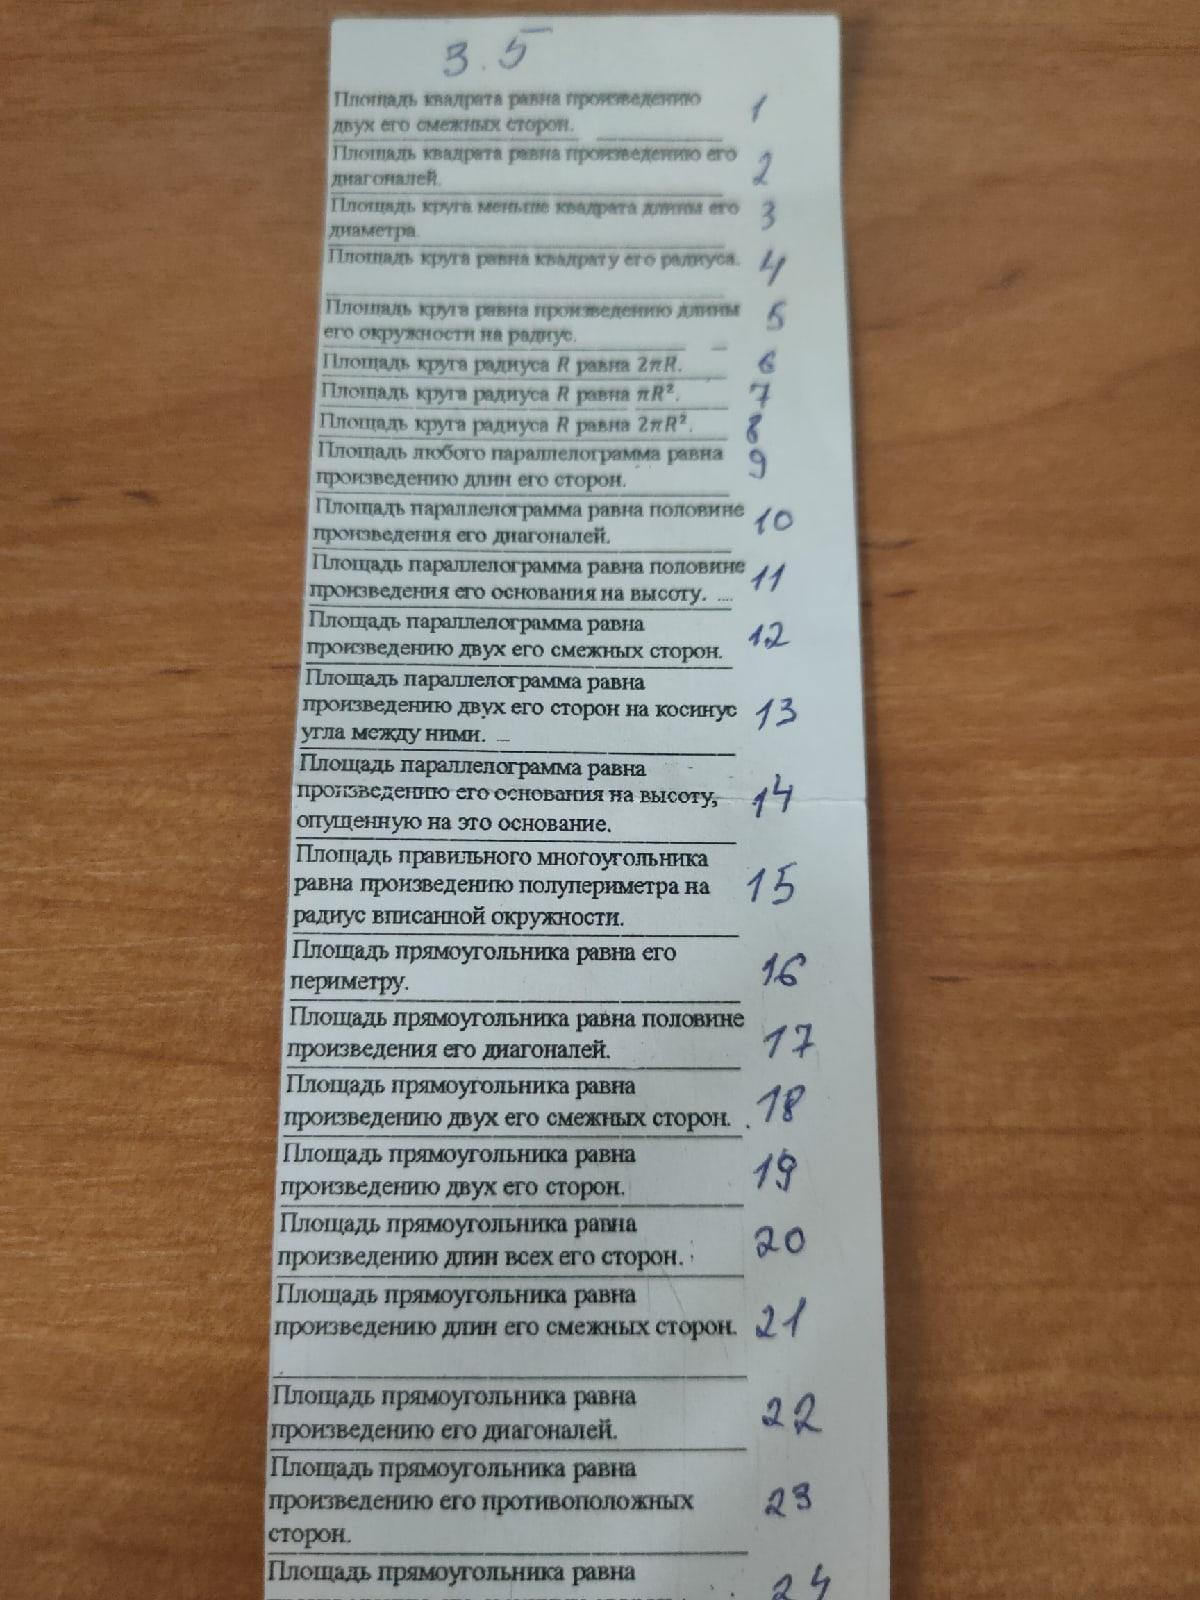 3.5
Площадь квадрата равна произведению 1
двух его смежных сторон.
Площадь квадрата равна произведению его 2
диагоналей.
Площадь круга меньше квадрата длины его 3
диаметра.
Площадь круга равна квадрату его радиуса. 4
Площадь круга равна произведению длины 5
его окружности на радиус.
Площадь круга радиуса R равна 2πR. 6
Площадь круга радиуса R равна πR². 7
Площадь круга радиуса R равна 2πR². 8
Площадь любого параллелограмма равна 9
произведению длин его сторон.
Площадь параллелограмма равна половине 10
произведения его диагоналей.
Площадь параллелограмма равна половине 11
произведения его основания на высоту.
Площадь параллелограмма равна 12
произведению двух его смежных сторон.
Площадь параллелограмма равна
произведению двух его сторон на косинус 13
угла между ними.
Площадь параллелограмма равна
произведению его основания на высоту, 14
опущенную на это основание.
Площадь правильного многоугольника
равна произведению полупериметра на 15
радиус вписанной окружности.
Площадь прямоугольника равна его 16
периметру.
Площадь прямоугольника равна половине 17
произведения его диагоналей.
Площадь прямоугольника равна 18
произведению двух его смежных сторон.
Площадь прямоугольника равна 19
произведению двух его сторон.
Площадь прямоугольника равна 20
произведению длин всех его сторон.
Площадь прямоугольника равна
произведению длин его смежных сторон. 21
Площадь прямоугольника равна 22
произведению его диагоналей.
Площадь прямоугольника равна
произведению его противоположных 23
сторон.
Площадь прямоугольника равна 24